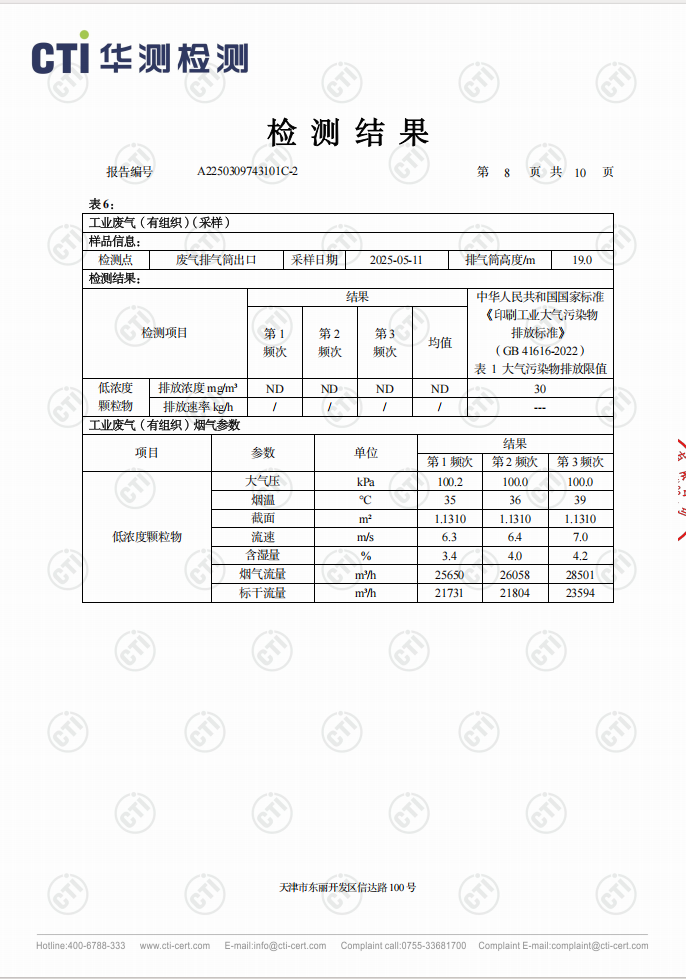 CTI 华测检测
检测结果
报告编号 A2250309743101C-2 第 8 页 共 10 页
表6:
工业废气（有组织）（采样）
样品信息:
检测点 废气排气筒出口 采样日期 2025-05-11 排气筒高度/m 19.0
检测结果:
检测项目 结果 中华人民共和国国家标准
《印刷工业大气污染物
排放标准》
（GB 41616-2022）
表 1 大气污染物排放限值
第 1 频次 第 2 频次 第 3 频次 均值
低浓度颗粒物 排放浓度 mg/m³ ND ND ND ND 30
排放速率 kg/h / / / / ---
工业废气（有组织）烟气参数
项目 参数 单位 结果
第 1 频次 第 2 频次 第 3 频次
低浓度颗粒物 大气压 kPa 100.2 100.0 100.0
烟温 °C 35 36 39
截面 m² 1.1310 1.1310 1.1310
流速 m/s 6.3 6.4 7.0
含湿量 % 3.4 4.0 4.2
烟气流量 m³/h 25650 26058 28501
标干流量 m³/h 21731 21804 23594
天津市东丽开发区信达路 100 号
Hotline:400-6788-333 www.cti-cert.com E-mail:info@cti-cert.com Complaint call:0755-33681700 Complaint E-mail:complaint@cti-cert.com